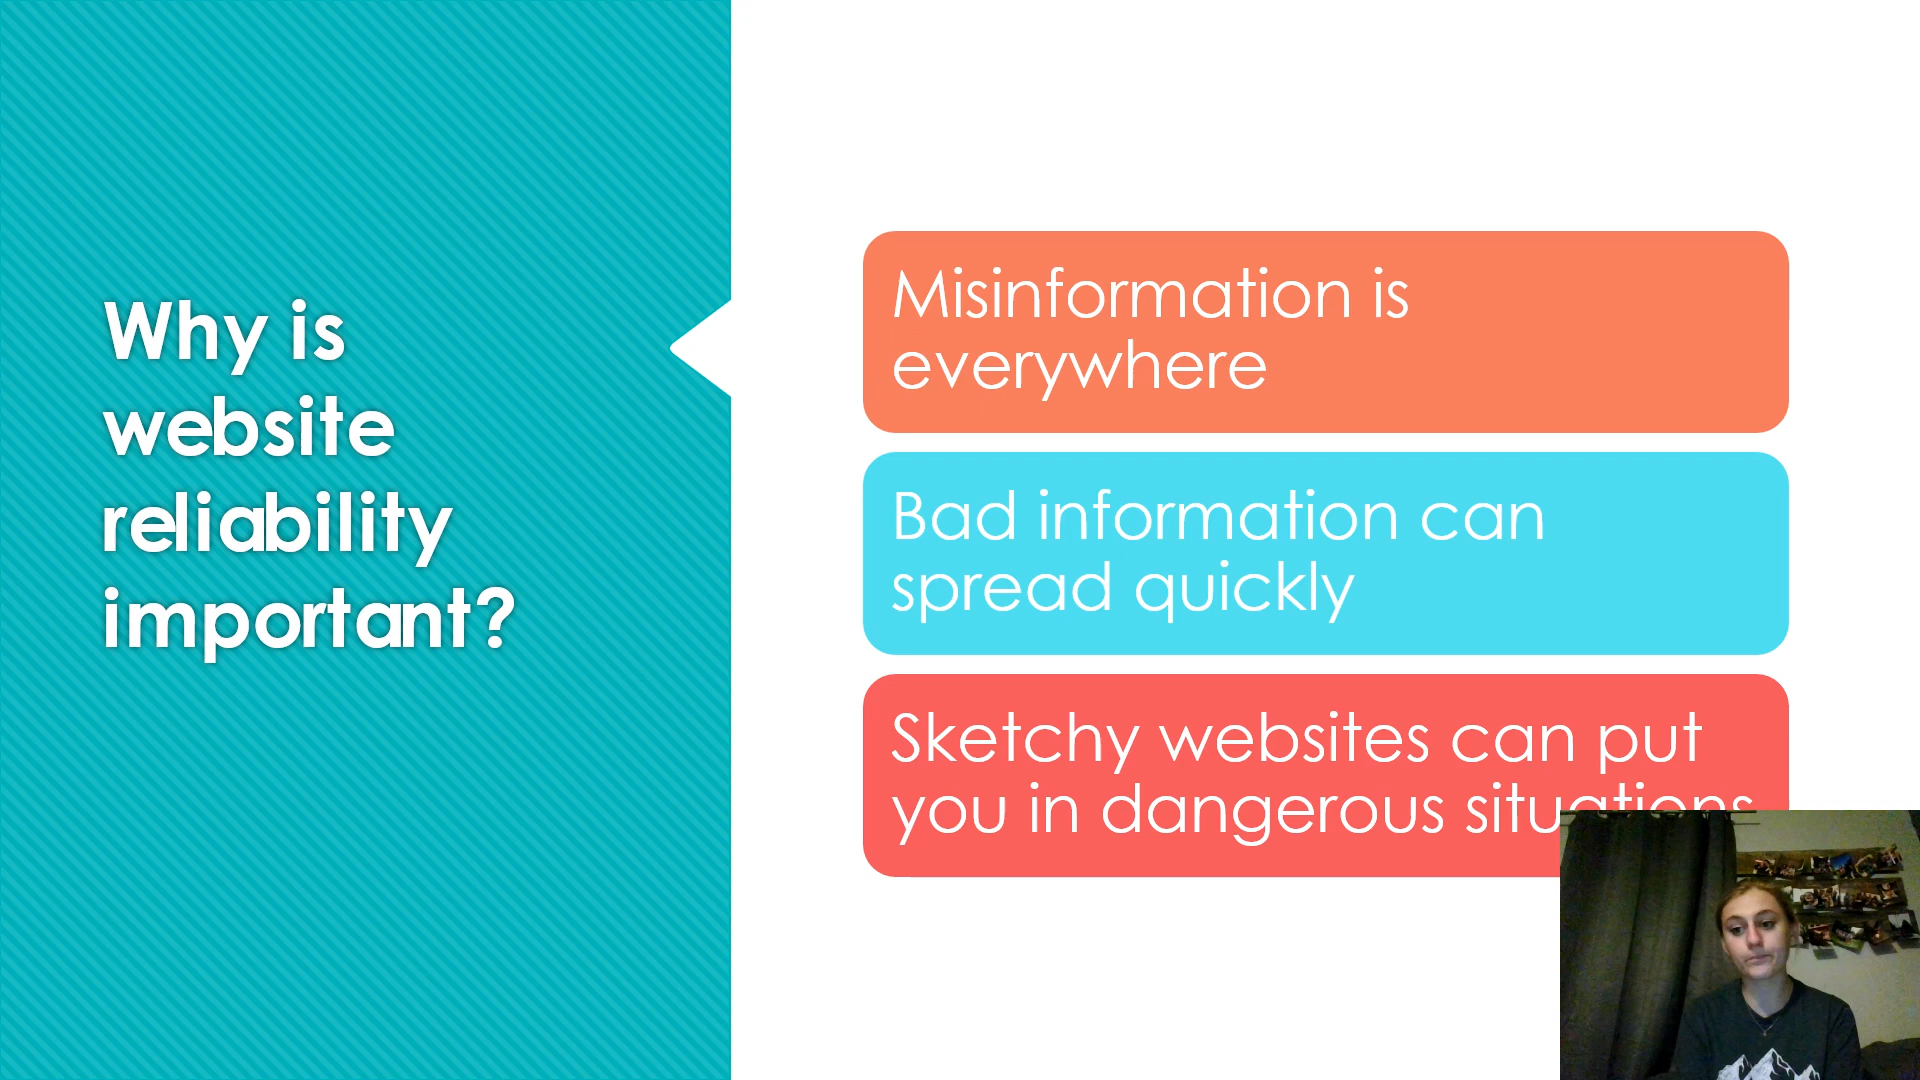 Why is
website
reliability
important?
Misinformation is
everywhere
Bad information can
spread quickly
Sketchy websites can put
you in dangerous situations